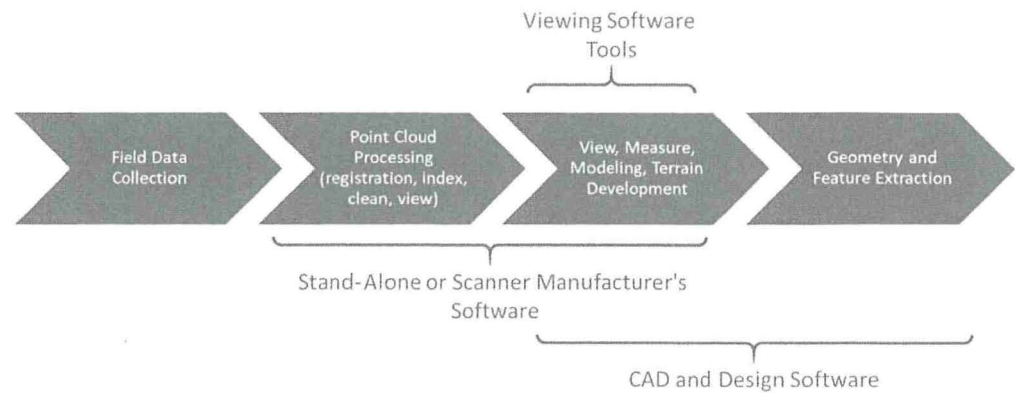 Viewing Software
Tools
Field Data
Collection
Point Cloud
Processing
(registration, index,
clean, view)
View, Measure,
Modeling, Terrain
Development
Geometry and
Feature Extraction
Stand-Alone or Scanner Manufacturer's
Software
CAD and Design Software